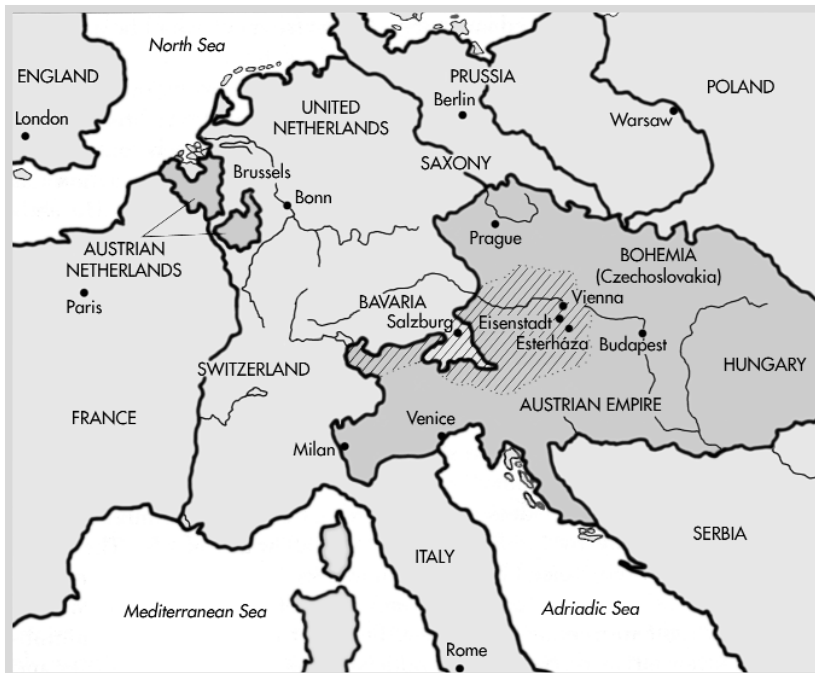 North Sea
ENGLAND
PRUSSIA
POLAND
Berlin
London
UNITED
NETHERLANDS
Warsaw
SAXONY
Brussels
Bonn
Prague
AUSTRIAN
NETHERLANDS
BOHEMIA
(Czechoslovakia)
Paris
BAVARIA
Vienna
Salzburg
Eisenstadt
Esterháza
Budapest
SWITZERLAND
HUNGARY
FRANCE
Venice
AUSTRIAN EMPIRE
Milan
SERBIA
ITALY
Mediterranean Sea
Adriadic Sea
Rome